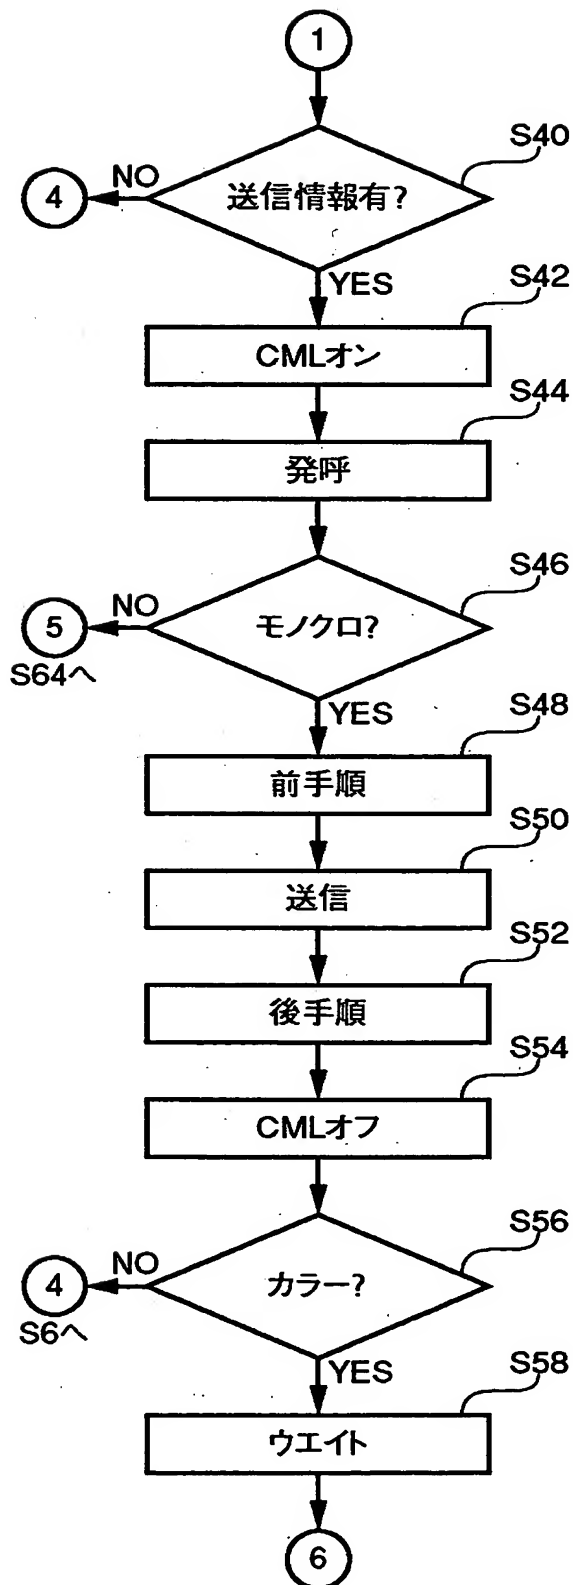 1
S40
送信情報有?
NO
4
YES
S42
CMLオン
S44
発呼
S46
モノクロ?
NO
5
S64へ
YES
S48
前手順
S50
送信
S52
後手順
S54
CMLオフ
S56
カラー?
NO
4
S6へ
YES
S58
ウエイト
6